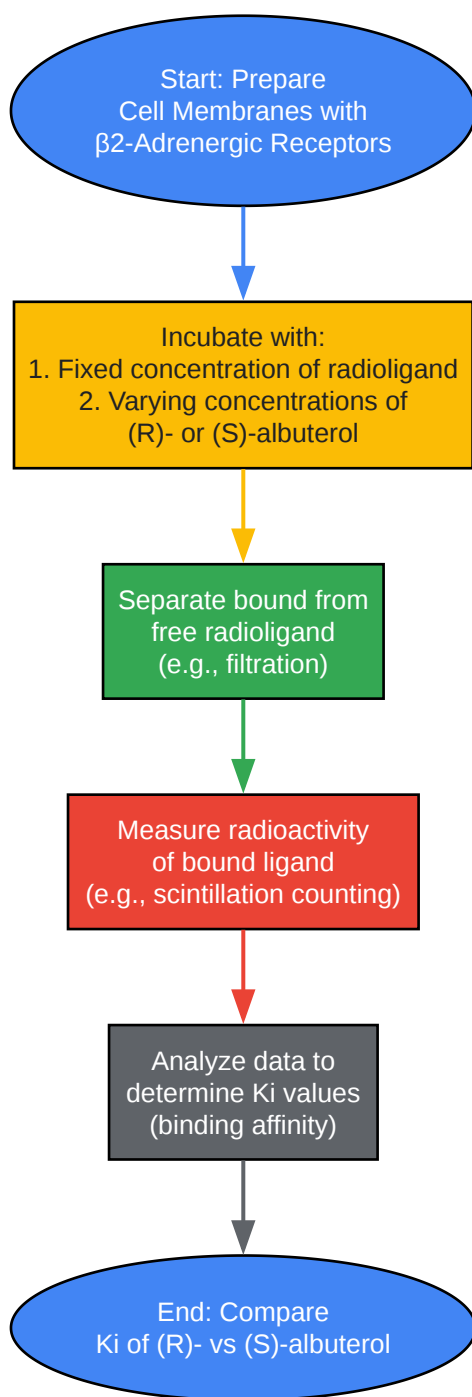 Start: Prepare
Cell Membranes with
β2-Adrenergic Receptors
Incubate with:
1. Fixed concentration of radioligand
2. Varying concentrations of
(R)- or (S)-albuterol
Separate bound from
free radioligand
(e.g., filtration)
Measure radioactivity
of bound ligand
(e.g., scintillation counting)
Analyze data to
determine Ki values
(binding affinity)
End: Compare
Ki of (R)- vs (S)-albuterol